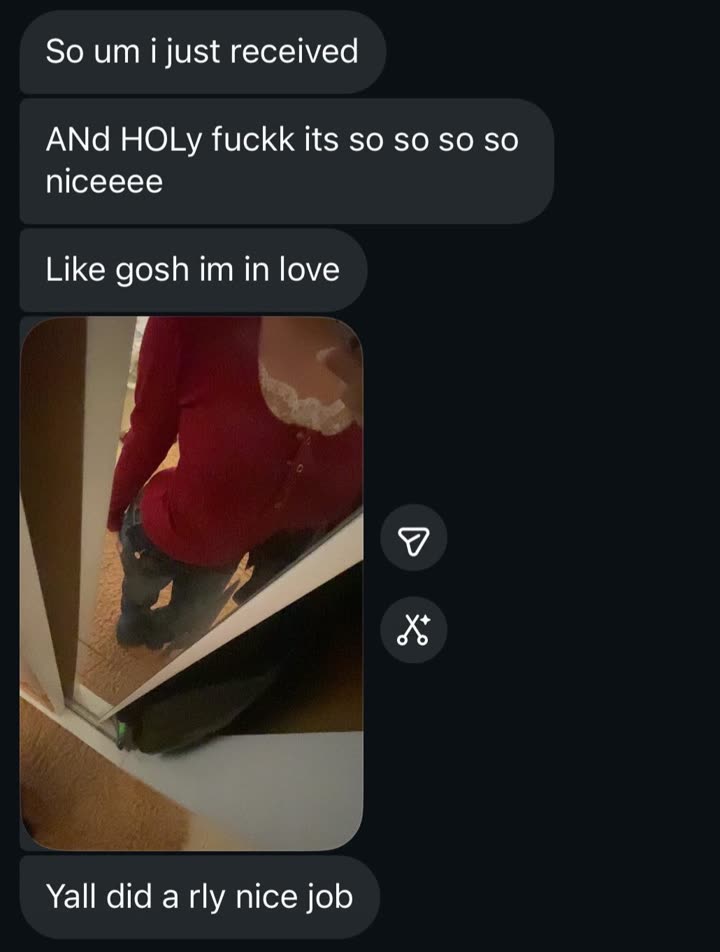 So um i just received
ANd HOLy fuckk its so so so so
niceeee
Like gosh im in love
Yall did a rly nice job